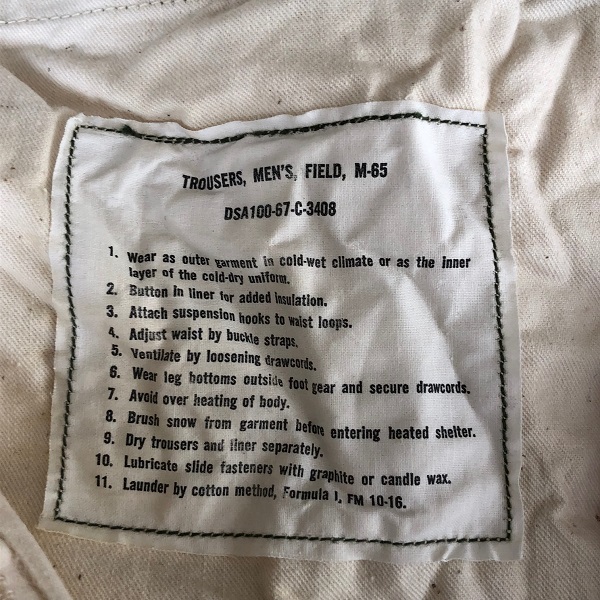 TROUSERS, MEN'S, FIELD, M-65
DSA100-67-C-3408
1. Wear as outer garment in cold-wet climate or as the inner
layer of the cold-dry uniform.
2. Button in liner for added insulation.
3. Attach suspension hooks to waist loops.
4. Adjust waist by buckle straps.
5. Ventilate by loosening drawcords.
6. Wear leg bottoms outside foot gear and secure drawcords.
7. Avoid over heating of body.
8. Brush snow from garment before entering heated shelter.
9. Dry trousers and liner separately.
10. Lubricate slide fasteners with graphite or candle wax.
11. Launder by cotton method, Formula I, FM 10-16.